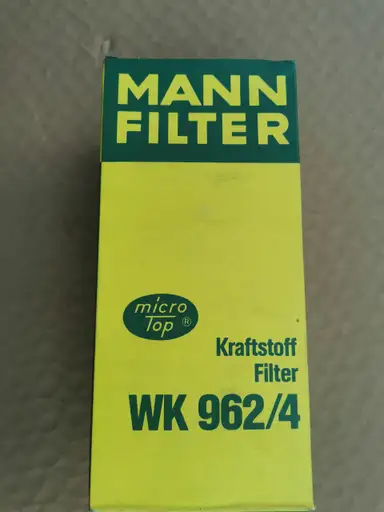 MANN
FILTER
micro
Top ®
Kraftstoff
Filter
WK 962/4